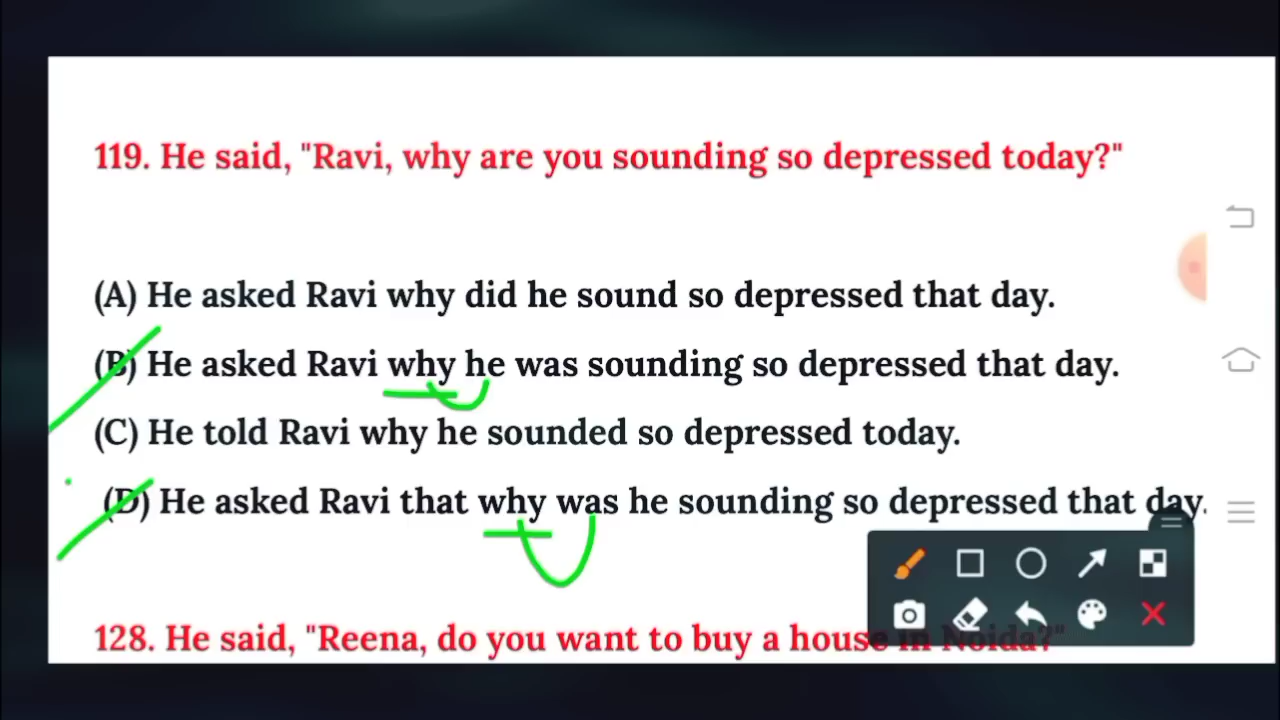 119. He said, "Ravi, why are you sounding so depressed today?"
(A) He asked Ravi why did he sound so depressed that day.
(B) He asked Ravi why he was sounding so depressed that day.
(C) He told Ravi why he sounded so depressed today.
(D) He asked Ravi that why was he sounding so depressed that day.
128. He said, "Reena, do you want to buy a house in Noida?"